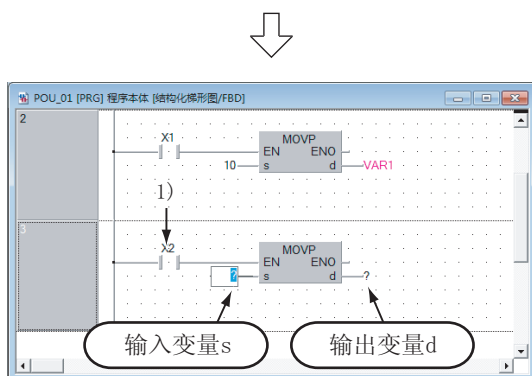 POU_01 [PRG] 程序本体 [结构化梯形图/FBD]
2
X1
MOVP
EN ENO
10 s d VAR1
1)
3
X2
MOVP
EN ENO
? s d ?
输入变量s
输出变量d